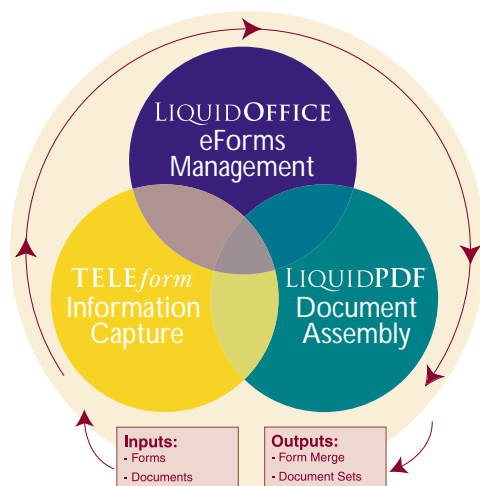 LIQUIDOFFICE
eForms
Management
TELEform
Information
Capture
LIQUIDPDF
Document
Assembly
Inputs:
- Forms
- Documents
Outputs:
- Form Merge
- Document Sets